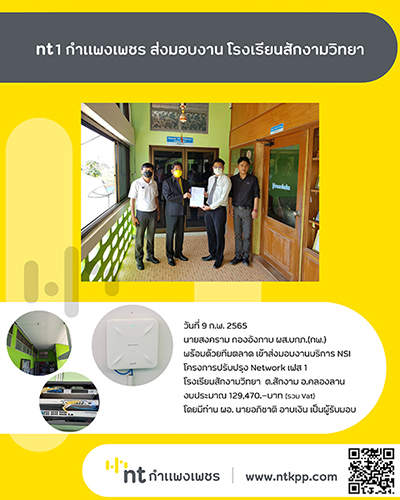 nt1 กำแพงเพชร ส่งมอบงาน โรงเรียนสักงามวิทยา
วันที่ 9 ก.พ. 2565
นายสงคราม กองอังกาบ ผส.บภภ.(กพ.)
พร้อมด้วยทีมตลาด เข้าส่งมอบงานบริการ NSI
โครงการปรับปรุง Network เฟส 1
โรงเรียนสักงามวิทยา ต.สักงาม อ.คลองลาน
งบประมาณ 129,470.-บาท (รวม Vat)
โดยมีท่าน ผอ. นายอภิชาติ อาบเงิน เป็นผู้รับมอบ
nt กำแพงเพชร
www.ntkpp.com